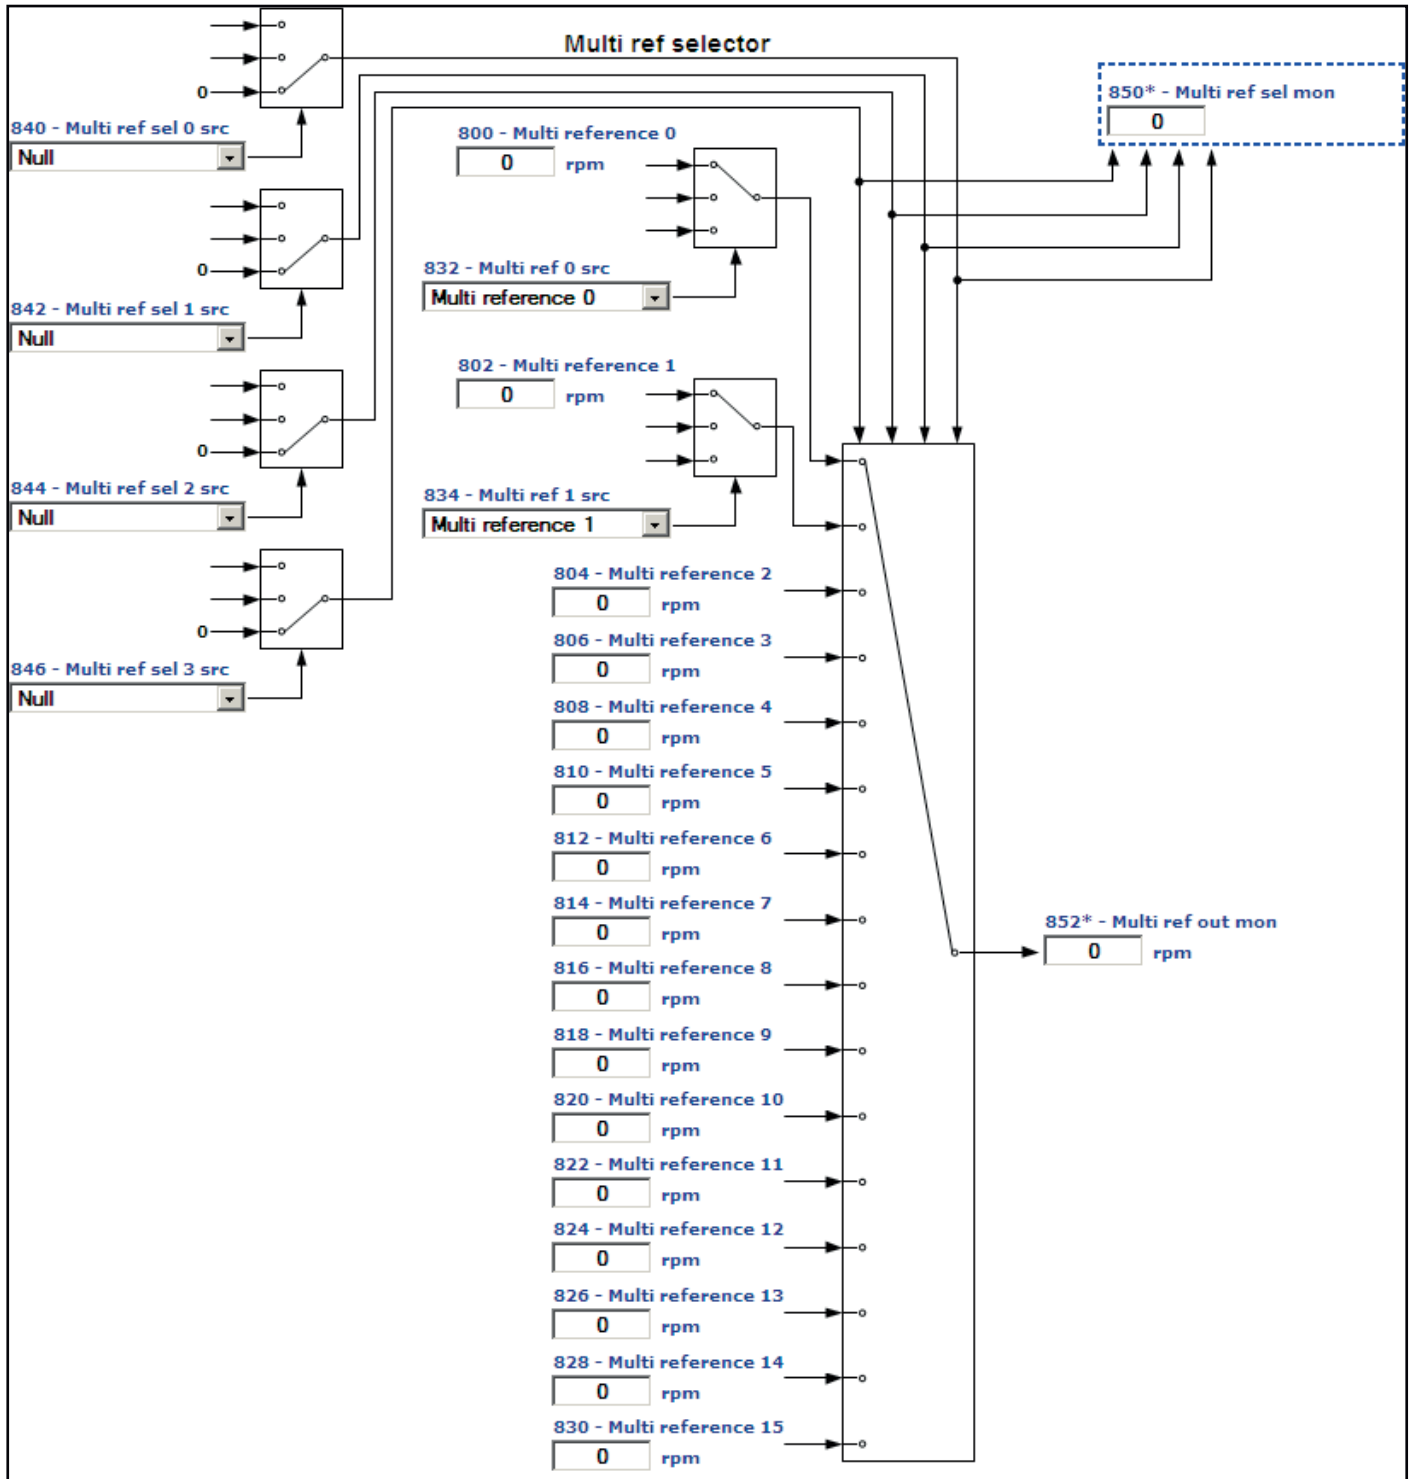 Multi ref selector
0
840 - Multi ref sel 0 src
Null
0
842 - Multi ref sel 1 src
Null
0
844 - Multi ref sel 2 src
Null
0
846 - Multi ref sel 3 src
Null
800 - Multi reference 0
0 rpm
832 - Multi ref 0 src
Multi reference 0
802 - Multi reference 1
0 rpm
834 - Multi ref 1 src
Multi reference 1
804 - Multi reference 2
0 rpm
806 - Multi reference 3
0 rpm
808 - Multi reference 4
0 rpm
810 - Multi reference 5
0 rpm
812 - Multi reference 6
0 rpm
814 - Multi reference 7
0 rpm
816 - Multi reference 8
0 rpm
818 - Multi reference 9
0 rpm
820 - Multi reference 10
0 rpm
822 - Multi reference 11
0 rpm
824 - Multi reference 12
0 rpm
826 - Multi reference 13
0 rpm
828 - Multi reference 14
0 rpm
830 - Multi reference 15
0 rpm
850* - Multi ref sel mon
0
852* - Multi ref out mon
0 rpm